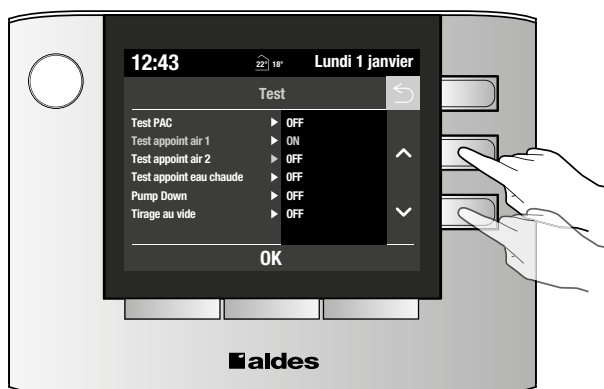 12:43 22° 18° Lundi 1 janvier
Test
Test PAC ▶ OFF
Test appoint air 1 ▶ ON
Test appoint air 2 ▶ OFF
Test appoint eau chaude ▶ OFF
Pump Down ▶ OFF
Tirage au vide ▶ OFF
OK
aldes